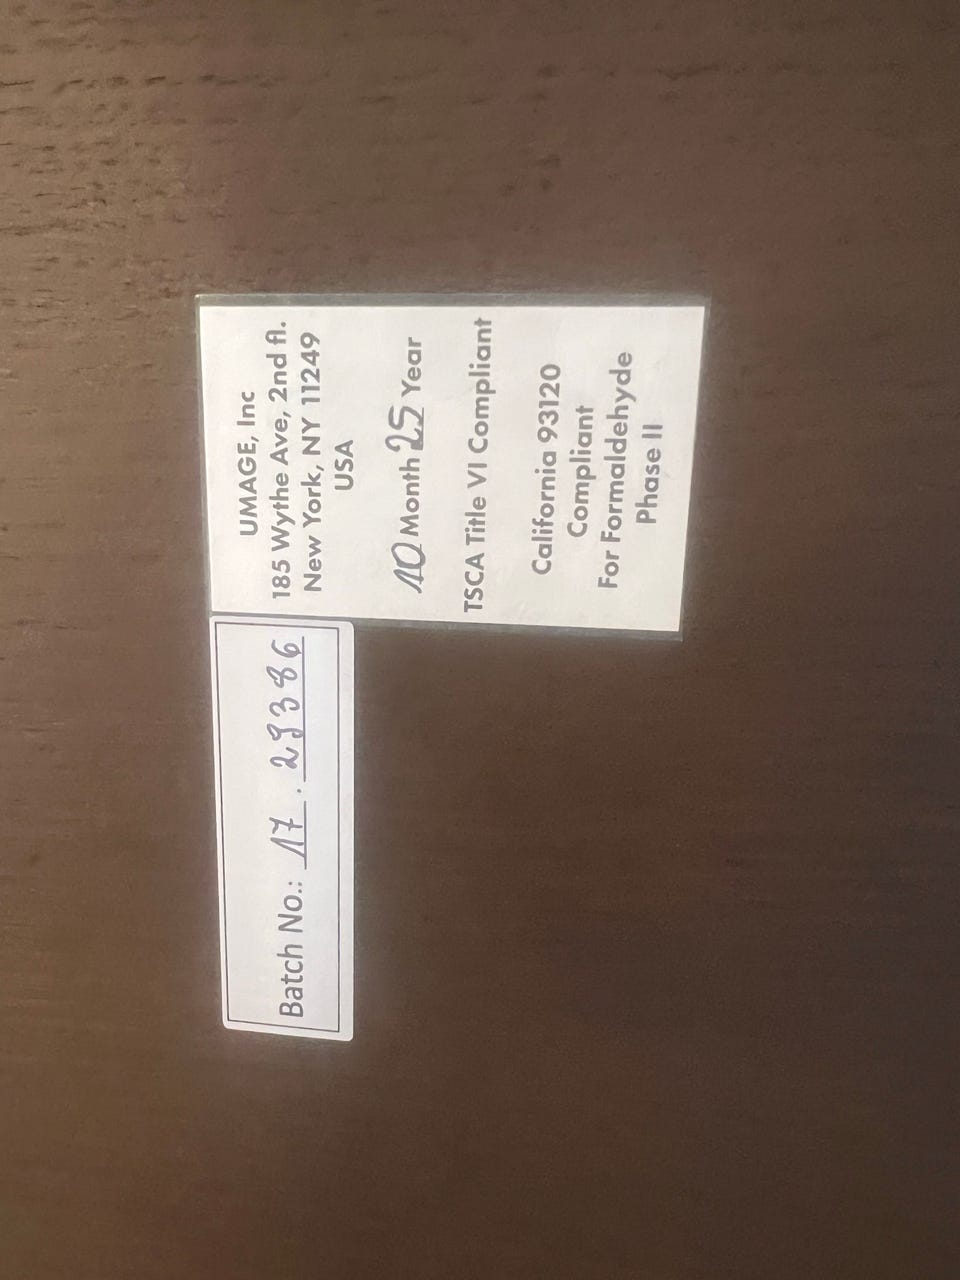 Batch No.: 17 . 29386
UMAGE, Inc
185 Wythe Ave, 2nd fl.
New York, NY 11249
USA
10 Month 25 Year
TSCA Title VI Compliant
California 93120
Compliant
For Formaldehyde
Phase II